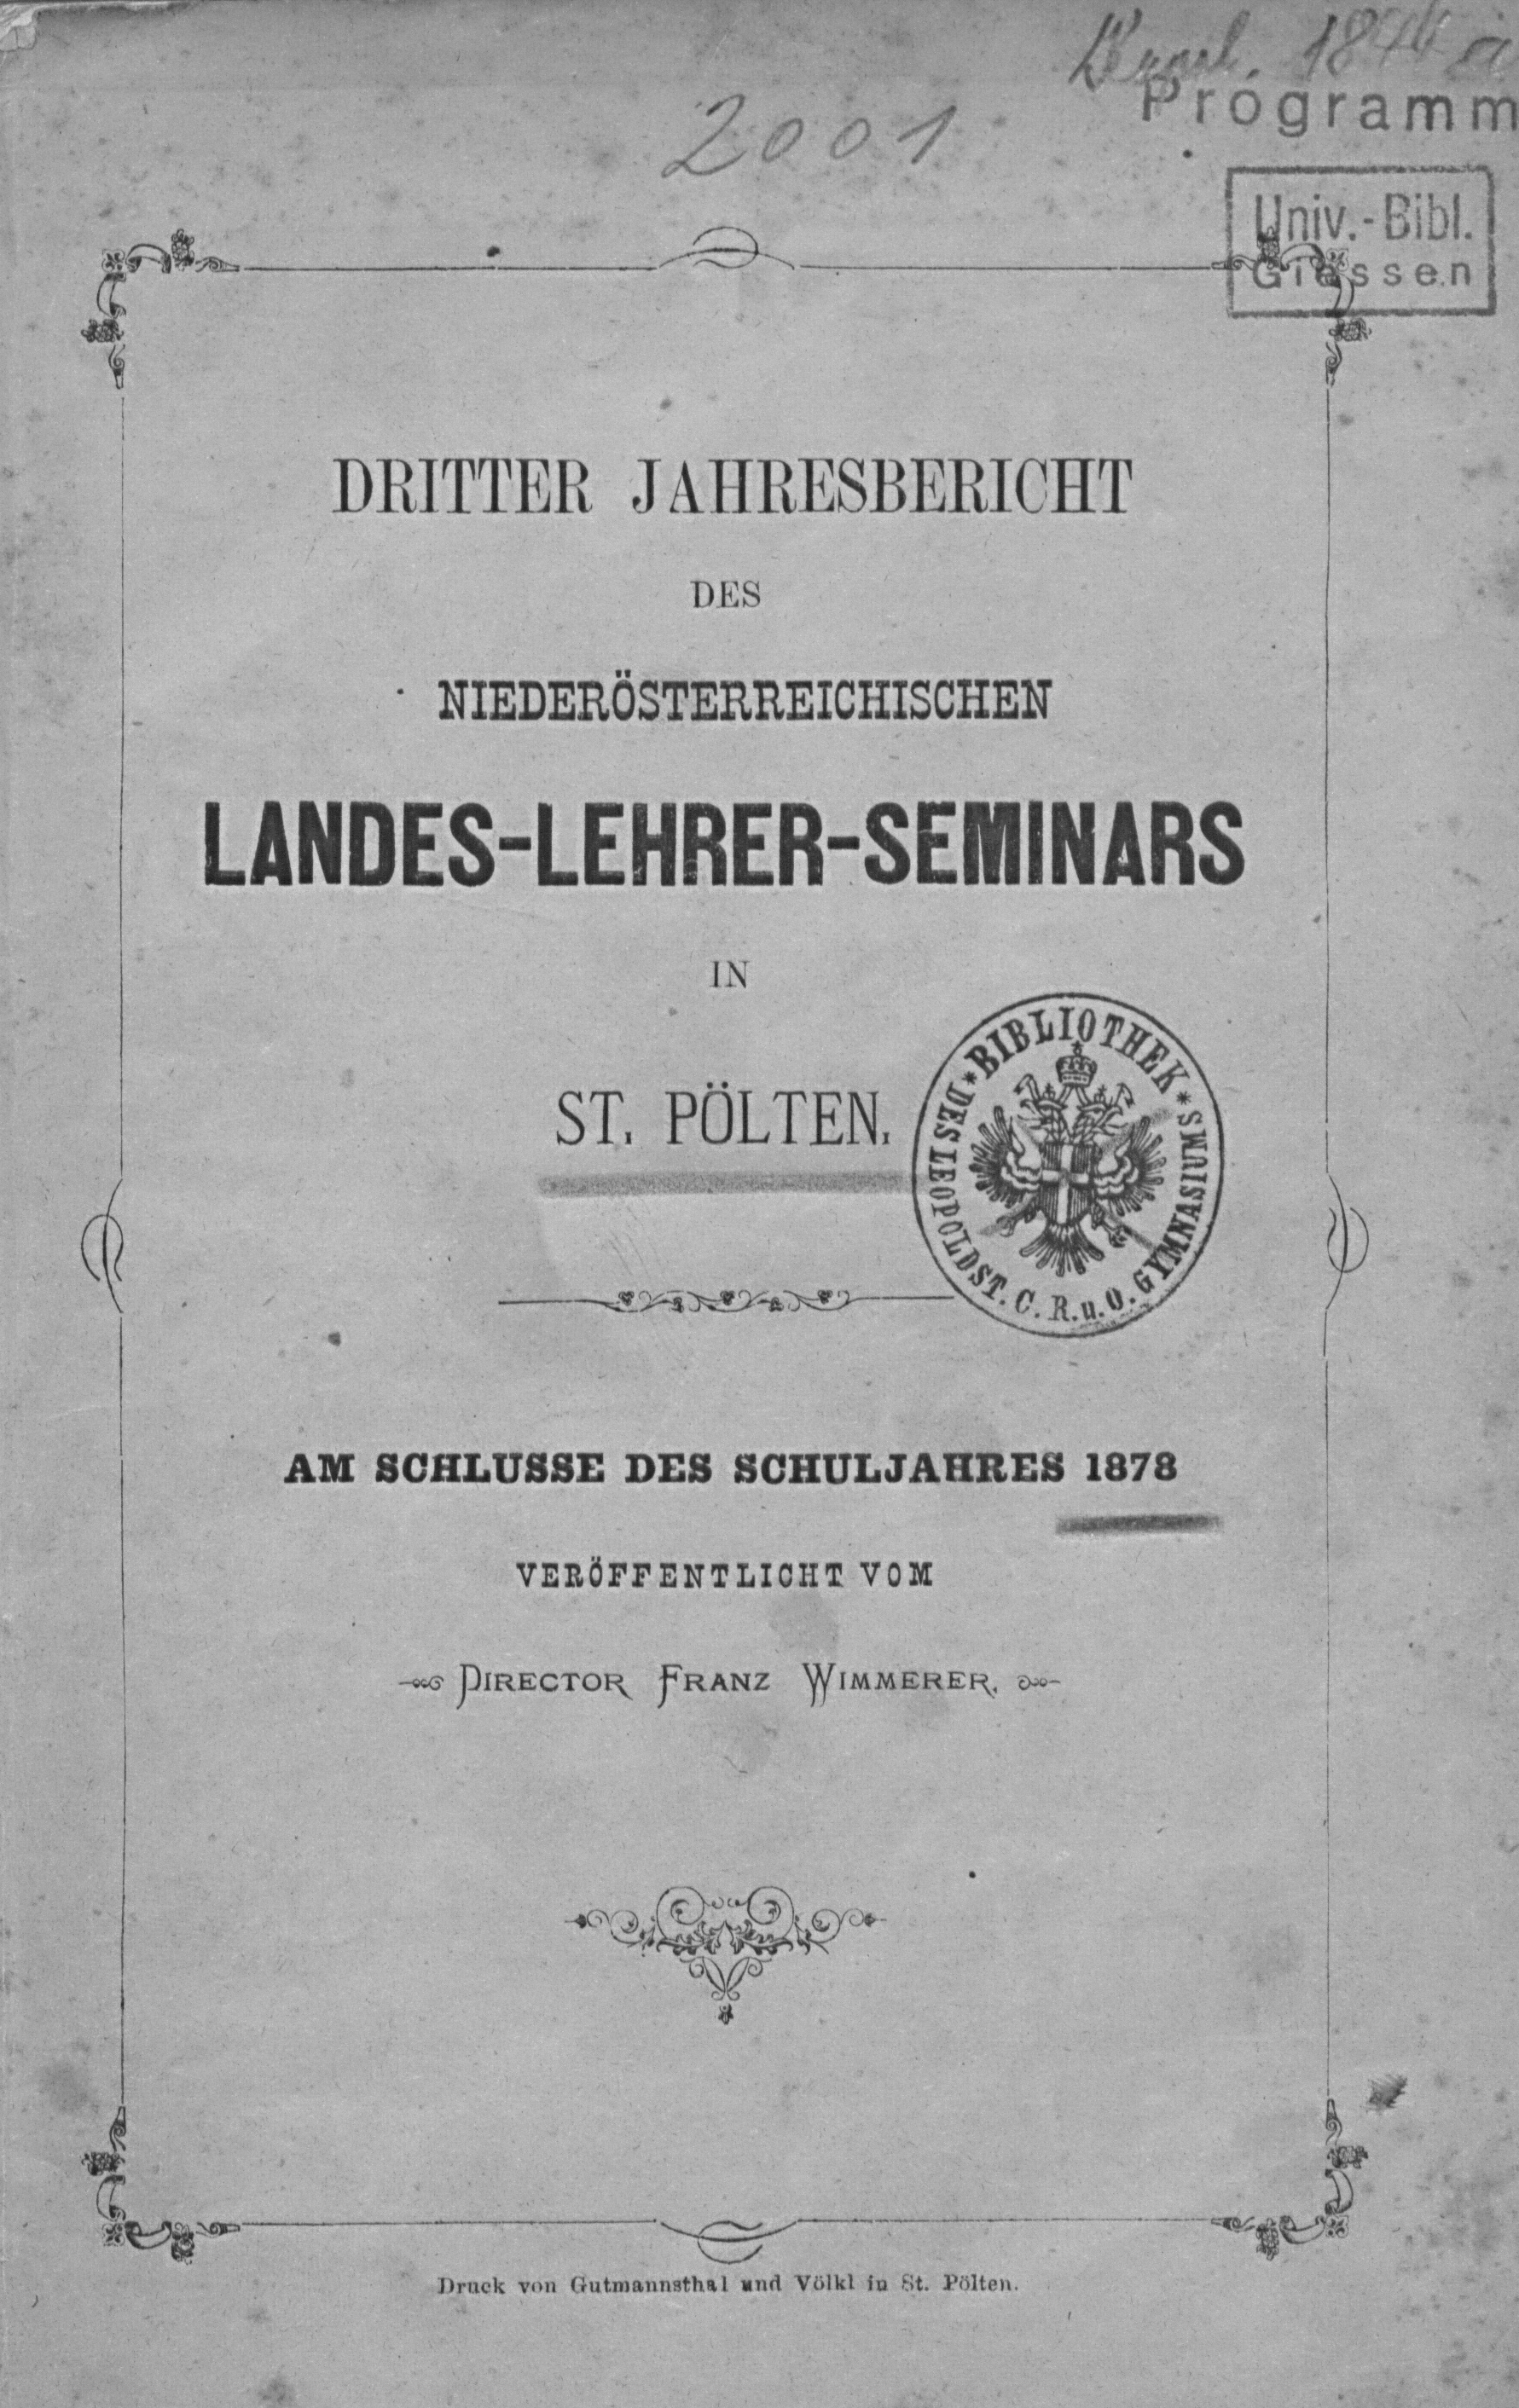 Programm
2001
Univ.-Bibl.
Giessen
DRITTER JAHRESBERICHT
DES
NIEDERÖSTERREICHISCHEN
LANDES-LEHRER-SEMINARS
IN
ST. PÖLTEN.
BIBLIOTHEK * DES LEOPOLDST. C. R. u. O. GYMNASIUMS *
AM SCHLUSSE DES SCHULJAHRES 1878
VERÖFFENTLICHT VOM
DIRECTOR FRANZ WIMMERER.
Druck von Gutmannsthal und Völkl in St. Pölten.